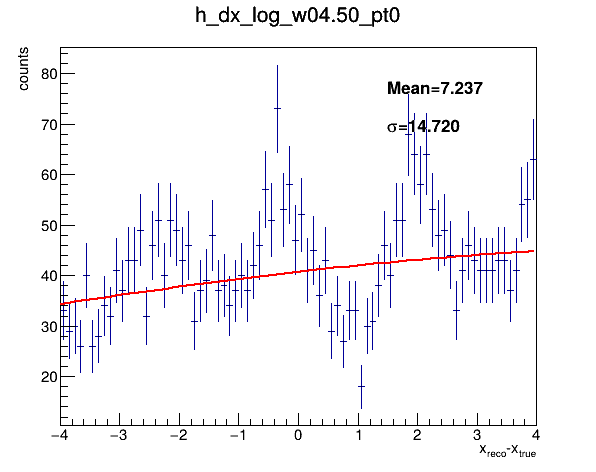 h_dx_log_w04.50_pt0
counts
Mean=7.237
σ=14.720
80
70
60
50
40
30
20
−4 −3 −2 −1 0 1 2 3 4
x_reco-x_true